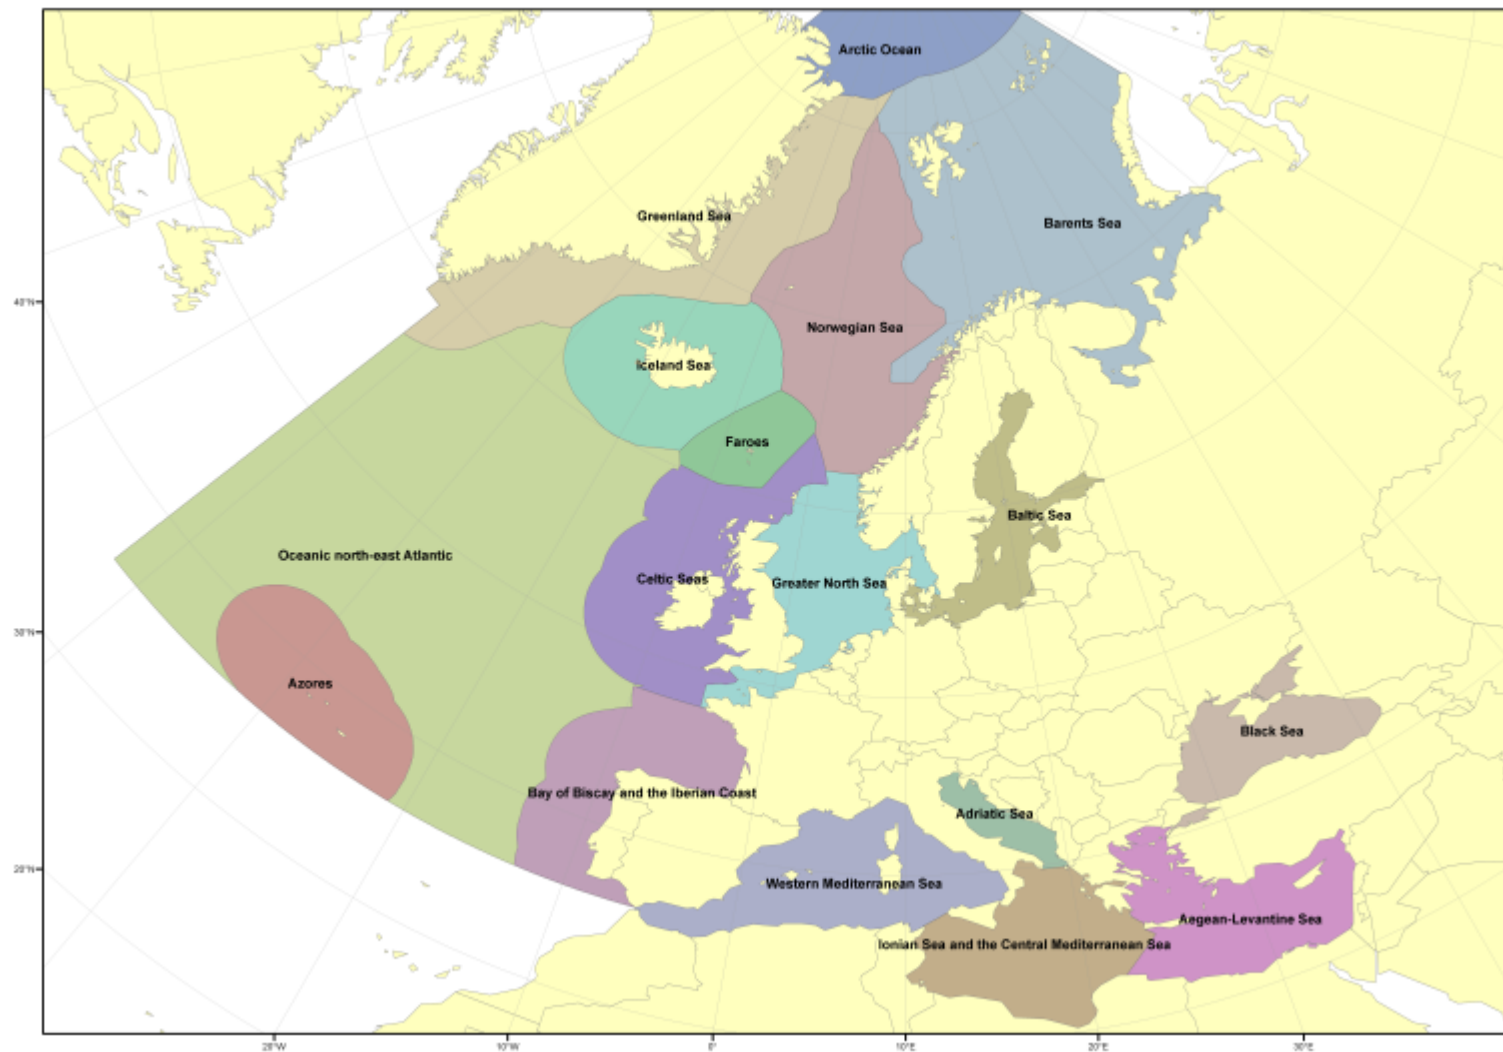 Arctic Ocean
Greenland Sea
Barents Sea
40°N
Norwegian Sea
Iceland Sea
Faroes
Baltic Sea
Oceanic north-east Atlantic
Celtic Seas
Greater North Sea
30°N
Azores
Black Sea
Bay of Biscay and the Iberian Coast
Adriatic Sea
20°N
Western Mediterranean Sea
Aegean-Levantine Sea
Ionian Sea and the Central Mediterranean Sea
20°W
10°W
0°
10°E
20°E
30°E